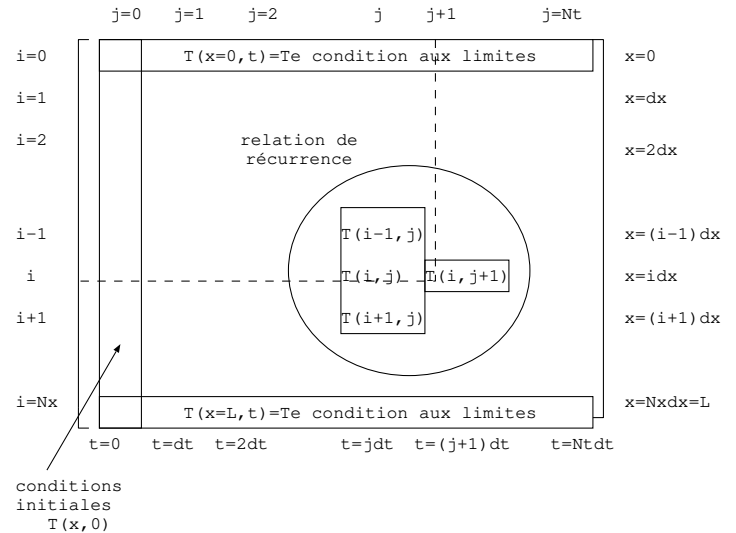 j=0 j=1 j=2 j j+1 j=Nt
i=0 T(x=0,t)=Te condition aux limites x=0
i=1 x=dx
i=2 relation de x=2dx
récurrence
i-1 T(i-1,j) x=(i-1)dx
i T(i,j) T(i,j+1) x=idx
i+1 T(i+1,j) x=(i+1)dx
i=Nx T(x=L,t)=Te condition aux limites x=Nxdx=L
t=0 t=dt t=2dt t=jdt t=(j+1)dt t=Ntdt
conditions
initiales
T(x,0)